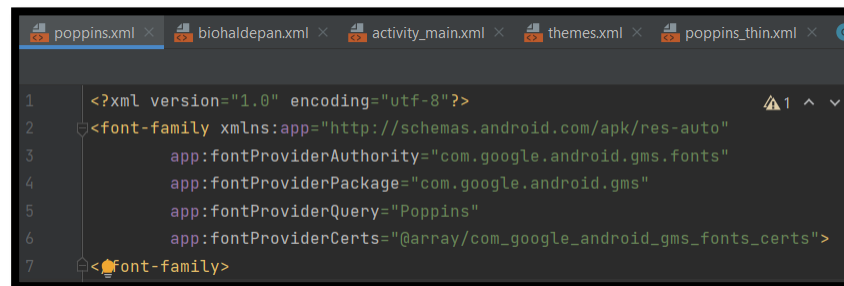 poppins.xml biohaldepan.xml activity_main.xml themes.xml poppins_thin.xml
1 <?xml version="1.0" encoding="utf-8"?> 1
2 <font-family xmlns:app="http://schemas.android.com/apk/res-auto"
3 app:fontProviderAuthority="com.google.android.gms.fonts"
4 app:fontProviderPackage="com.google.android.gms"
5 app:fontProviderQuery="Poppins"
6 app:fontProviderCerts="@array/com_google_android_gms_fonts_certs">
7 <font-family>